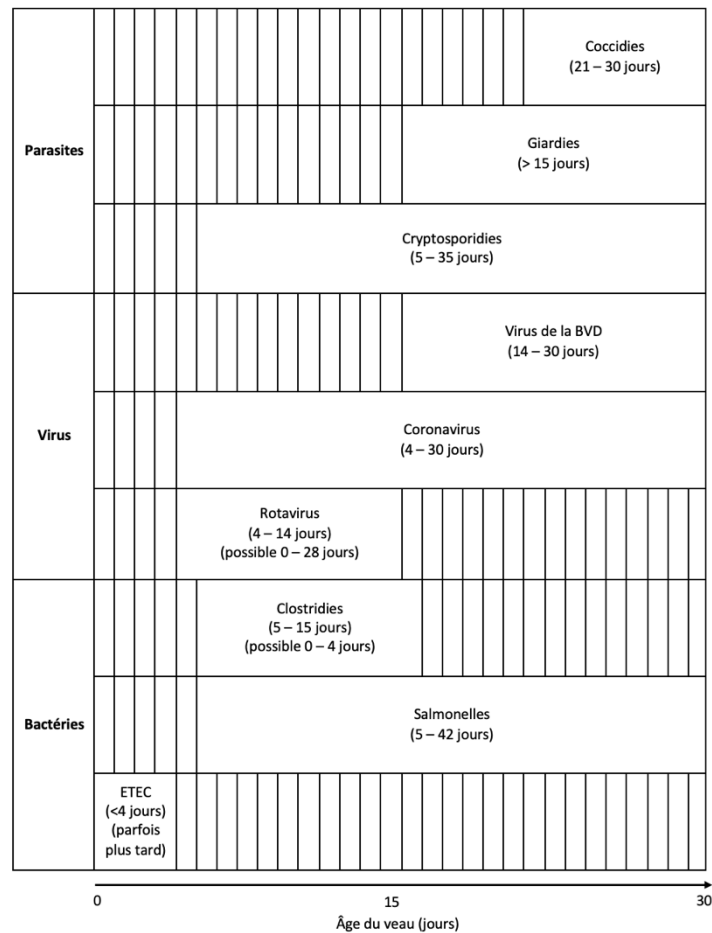 Parasites
Coccidies
(21 – 30 jours)
Giardies
(> 15 jours)
Cryptosporidies
(5 – 35 jours)
Virus
Virus de la BVD
(14 – 30 jours)
Coronavirus
(4 – 30 jours)
Rotavirus
(4 – 14 jours)
(possible 0 – 28 jours)
Bactéries
Clostridies
(5 – 15 jours)
(possible 0 – 4 jours)
Salmonelles
(5 – 42 jours)
ETEC
(<4 jours)
(parfois
plus tard)
0 15 30
Âge du veau (jours)